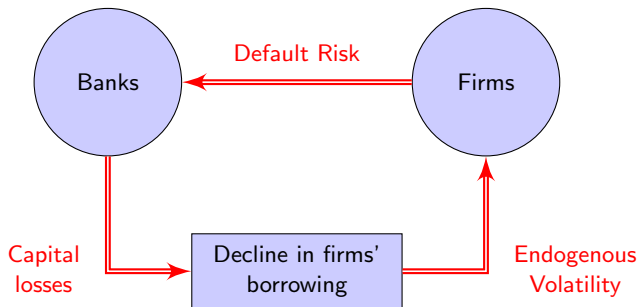 Default Risk
Banks
Firms
Capital
losses
Decline in firms'
borrowing
Endogenous
Volatility